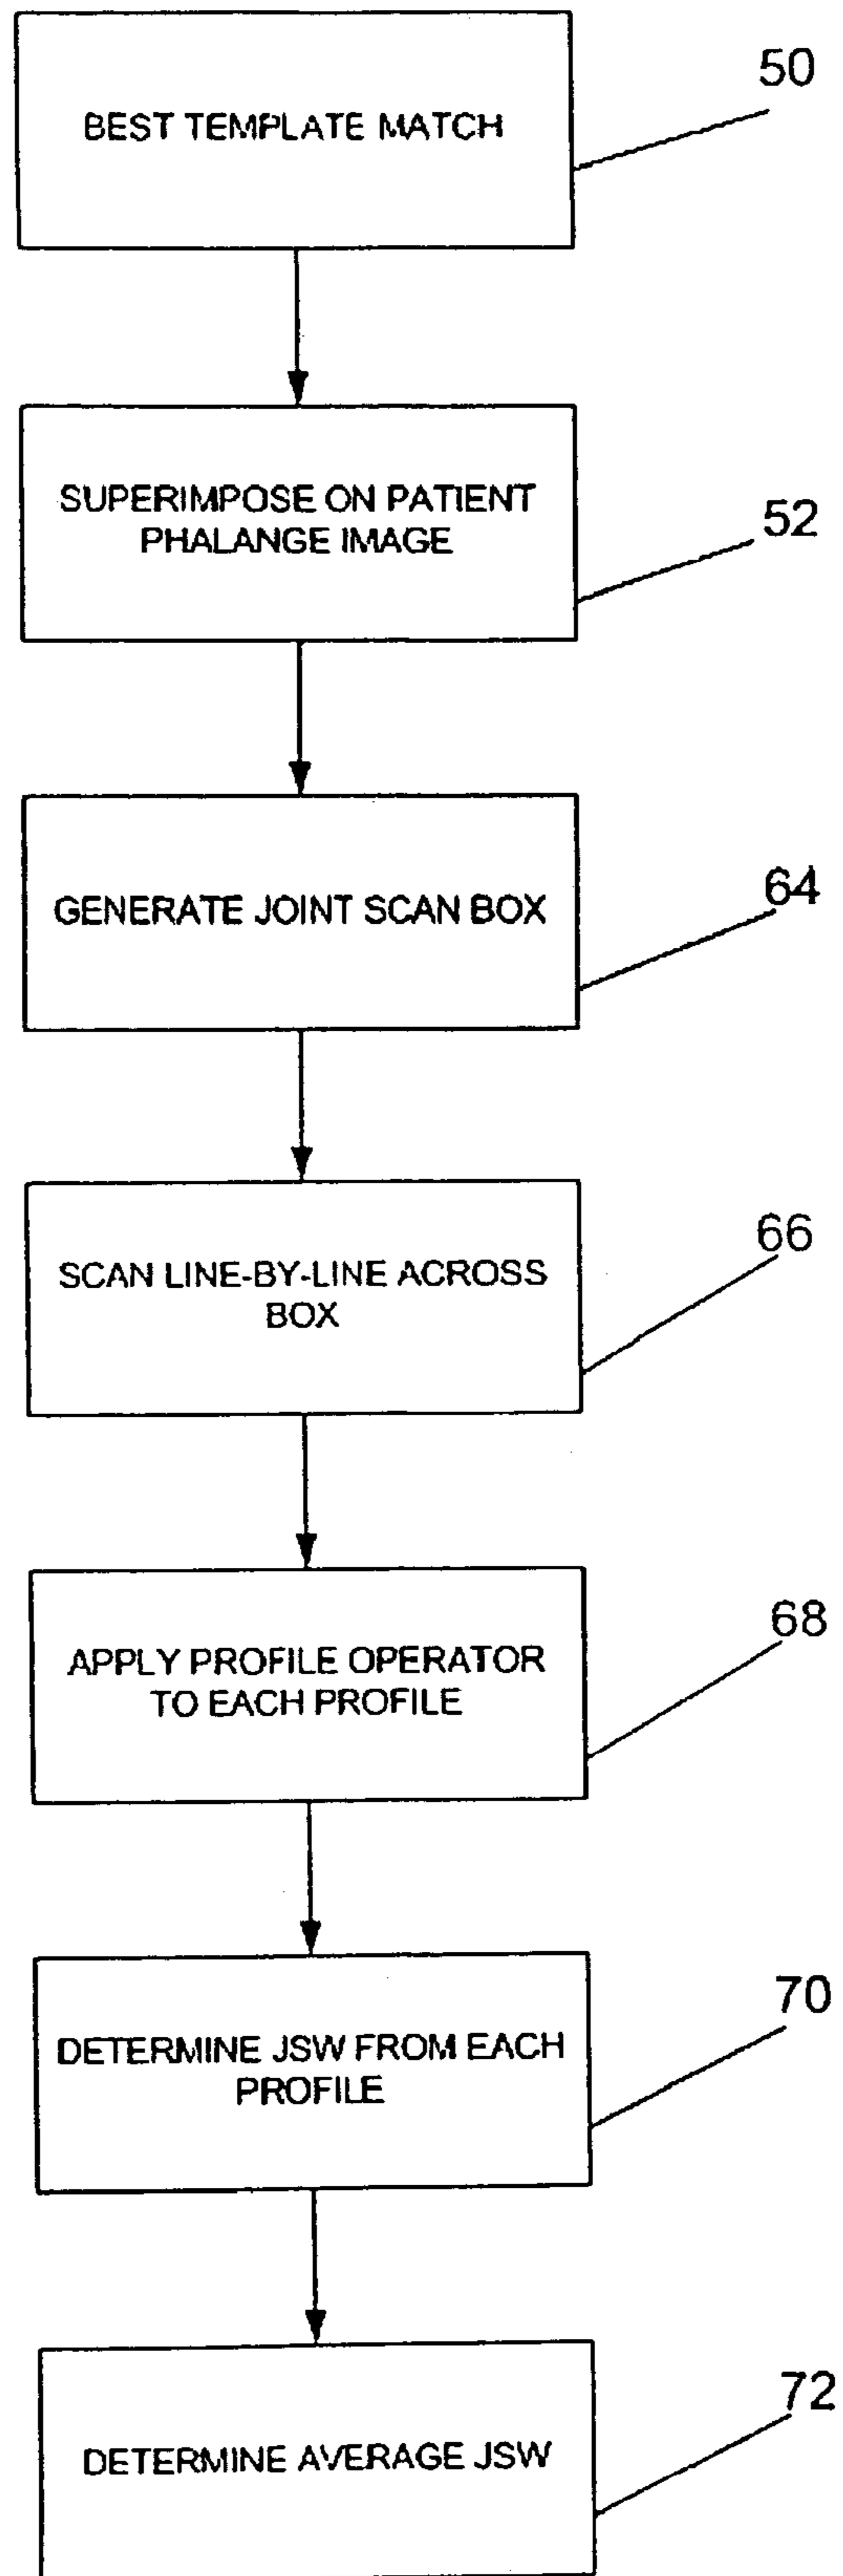 BEST TEMPLATE MATCH
50
SUPERIMPOSE ON PATIENT
PHALANGE IMAGE
52
GENERATE JOINT SCAN BOX
64
SCAN LINE-BY-LINE ACROSS
BOX
66
APPLY PROFILE OPERATOR
TO EACH PROFILE
68
DETERMINE JSW FROM EACH
PROFILE
70
DETERMINE AVERAGE JSW
72